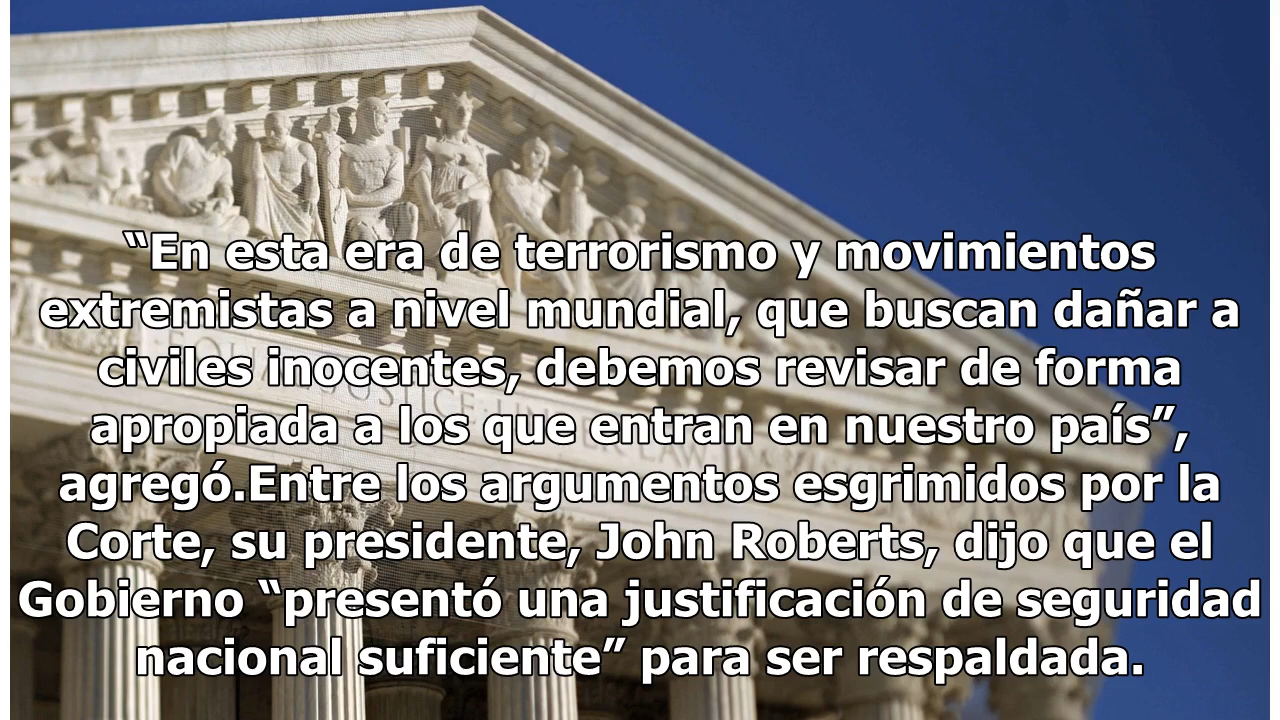 “En esta era de terrorismo y movimientos
extremistas a nivel mundial, que buscan dañar a
civiles inocentes, debemos revisar de forma
apropiada a los que entran en nuestro país”,
agregó.Entre los argumentos esgrimidos por la
Corte, su presidente, John Roberts, dijo que el
Gobierno “presentó una justificación de seguridad
nacional suficiente” para ser respaldada.